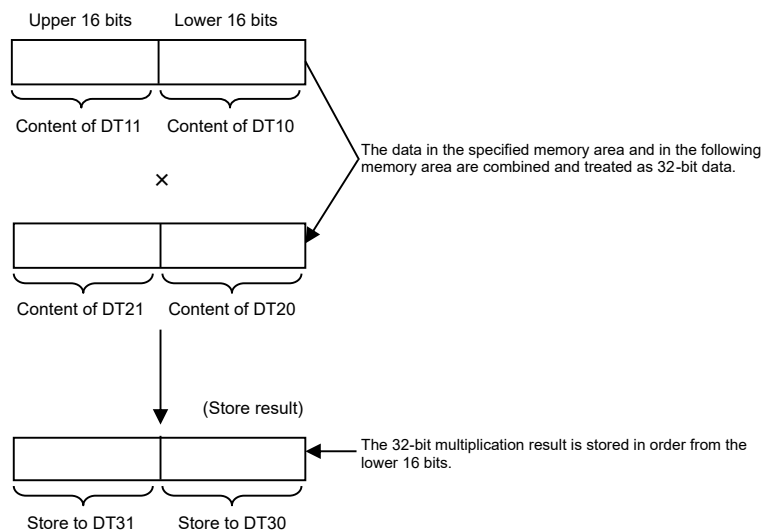 Upper 16 bits Lower 16 bits
Content of DT11 Content of DT10
The data in the specified memory area and in the following
memory area are combined and treated as 32-bit data.
×
Content of DT21 Content of DT20
(Store result)
The 32-bit multiplication result is stored in order from the
lower 16 bits.
Store to DT31 Store to DT30